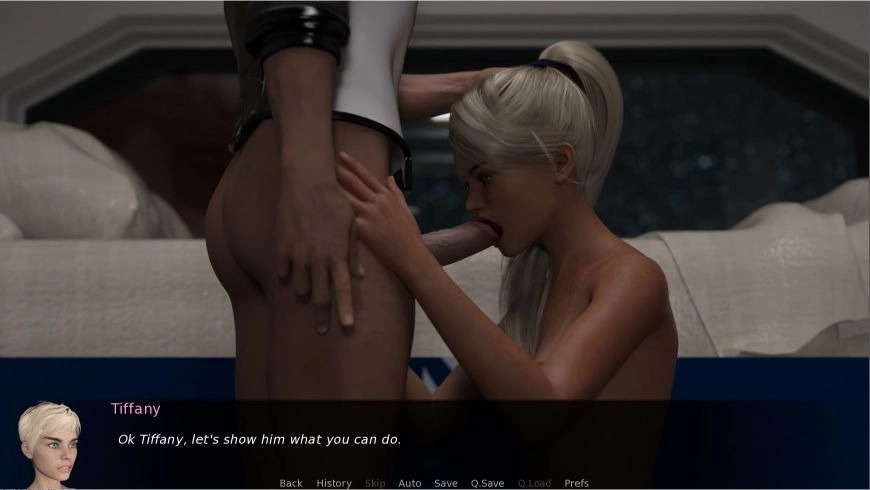 Tiffany
Ok Tiffany, let's show him what you can do.
Back History Skip Auto Save Q.Save Q.Load Prefs